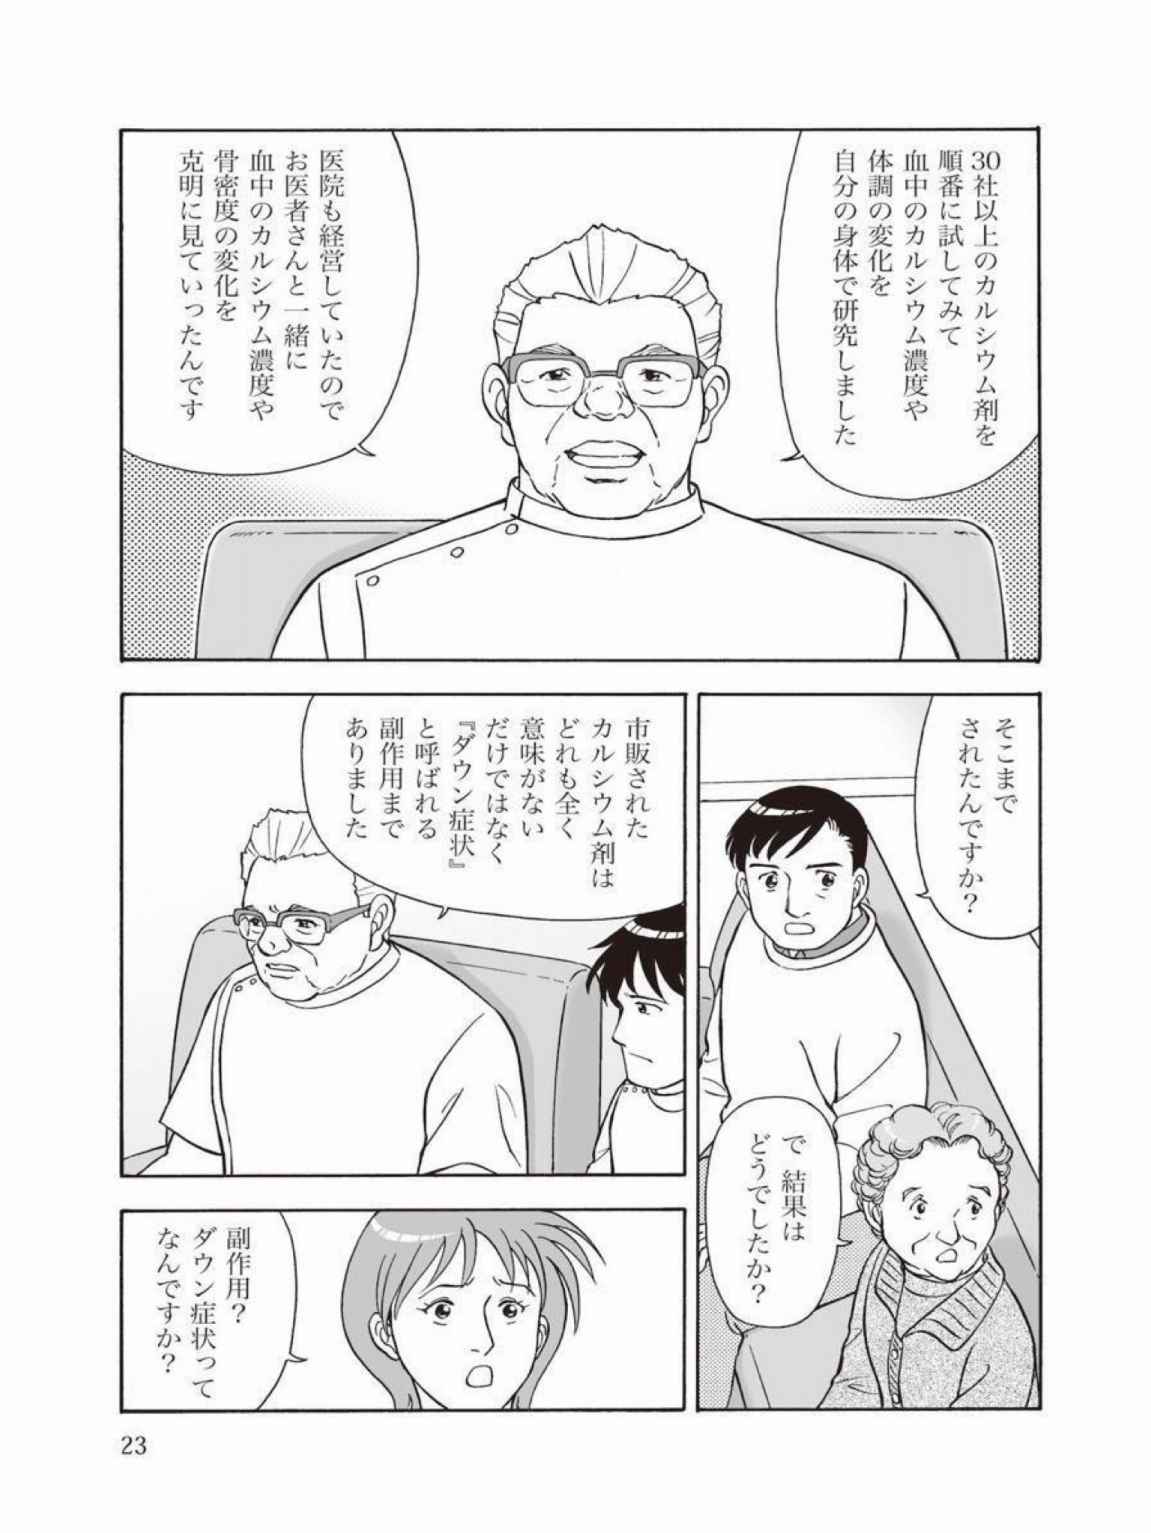 30社以上のカルシウム剤を
順番に試してみて
血中のカルシウム濃度や
体調の変化を
自分の身体で研究しました
医院も経営していたので
お医者さんと一緒に
血中のカルシウム濃度や
骨密度の変化を
克明に見ていったんです
そこまで
されたんですか？
で 結果は
どうでしたか？
市販された
カルシウム剤は
どれも全く
意味がない
だけではなく
『ダウン症状』
と呼ばれる
副作用まで
ありました
副作用？
ダウン症状って
なんですか？
23